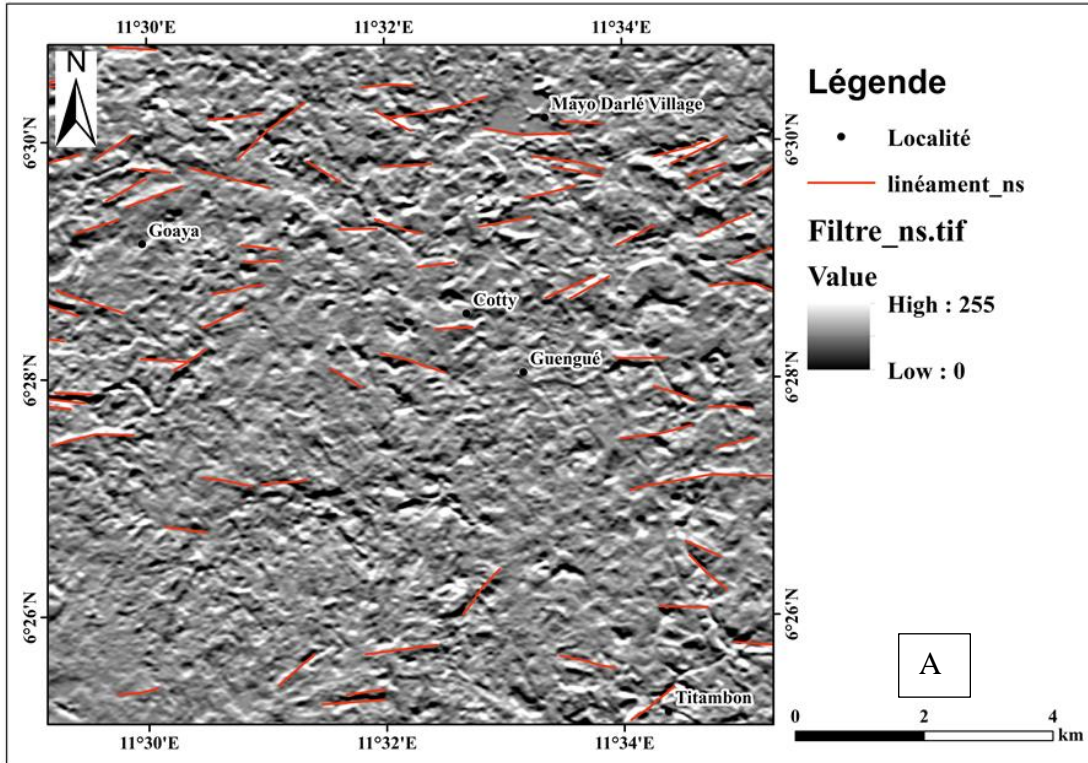 11°30'E 11°32'E 11°34'E
N
Mayo Darlé Village
6°30'N 6°30'N
Goaya
Cotty
Guengué
6°28'N 6°28'N
6°26'N 6°26'N
Titambon
11°30'E 11°32'E 11°34'E
Légende
Localité
linéament_ns
Filtre_ns.tif
Value
High : 255
Low : 0
A
0 2 4
km